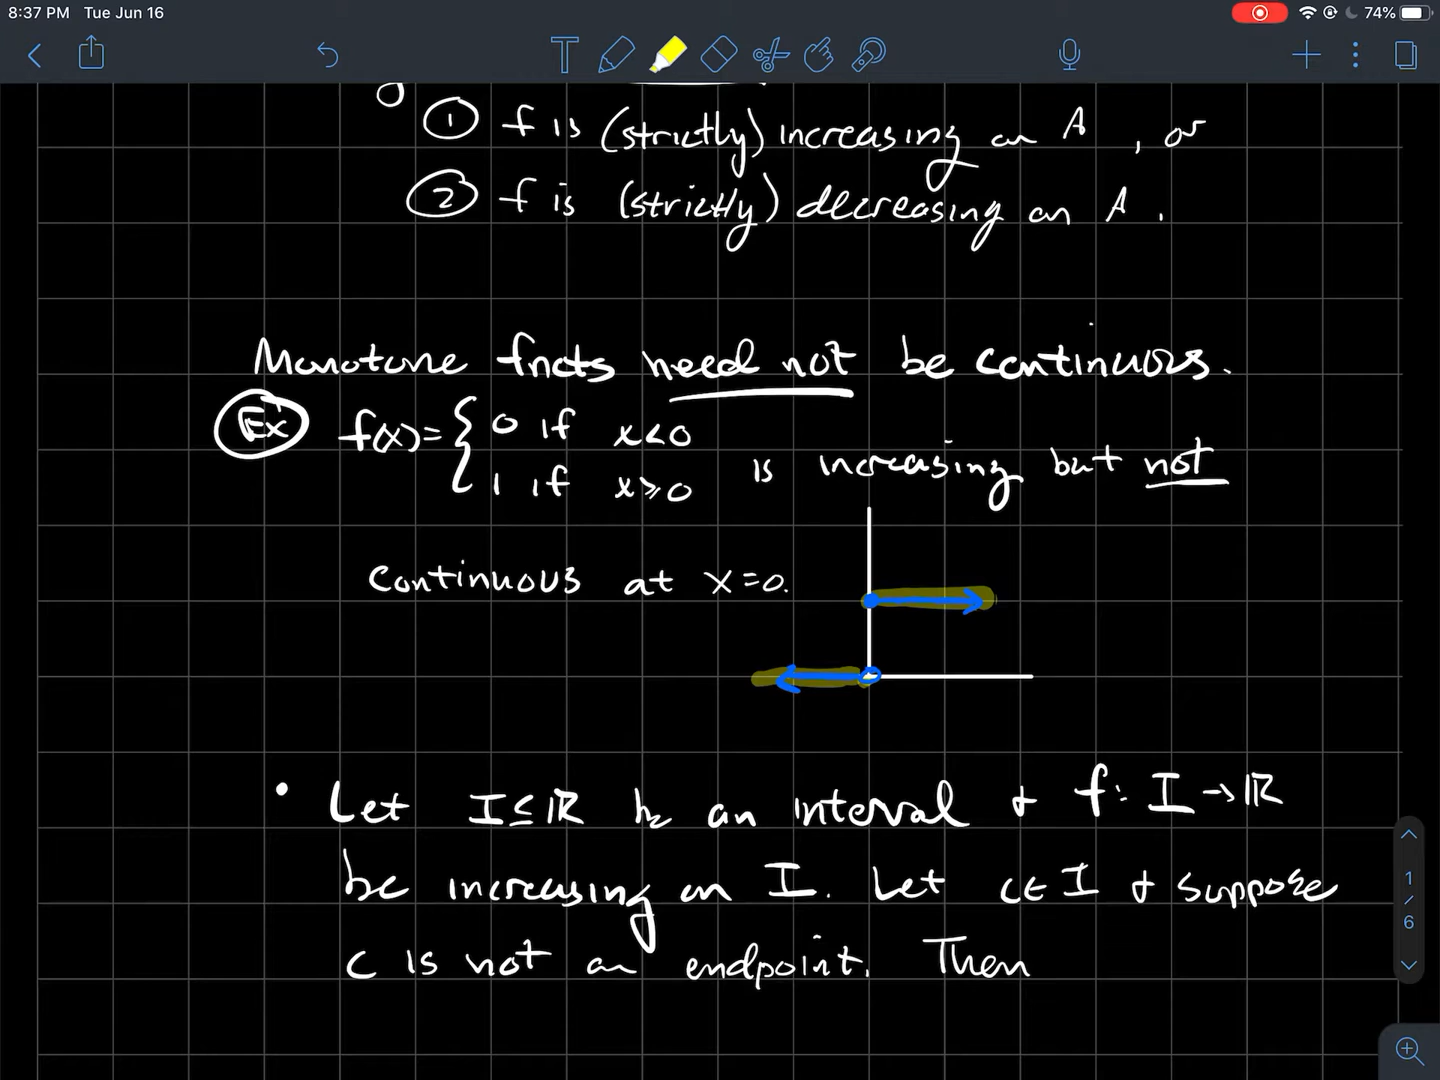 8:37 PM Tue Jun 16
74%
① f is (strictly) increasing on A , or
② f is (strictly) decreasing on A .
Monotone fncts need not be continuous.
Ex f(x)= { 0 if x<0
1 if x≥0 is increasing but not
continuous at x=0.
• Let I⊆ℝ be an interval & f: I→ℝ
be increasing on I. Let c∈I & suppose
c is not an endpoint. Then
1
/
6